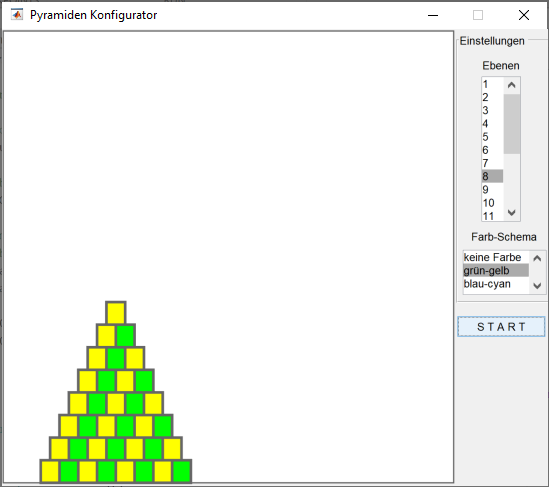 Pyramiden Konfigurator
Einstellungen
Ebenen
1
2
3
4
5
6
7
8
9
10
11
Farb-Schema
keine Farbe
grün-gelb
blau-cyan
S T A R T